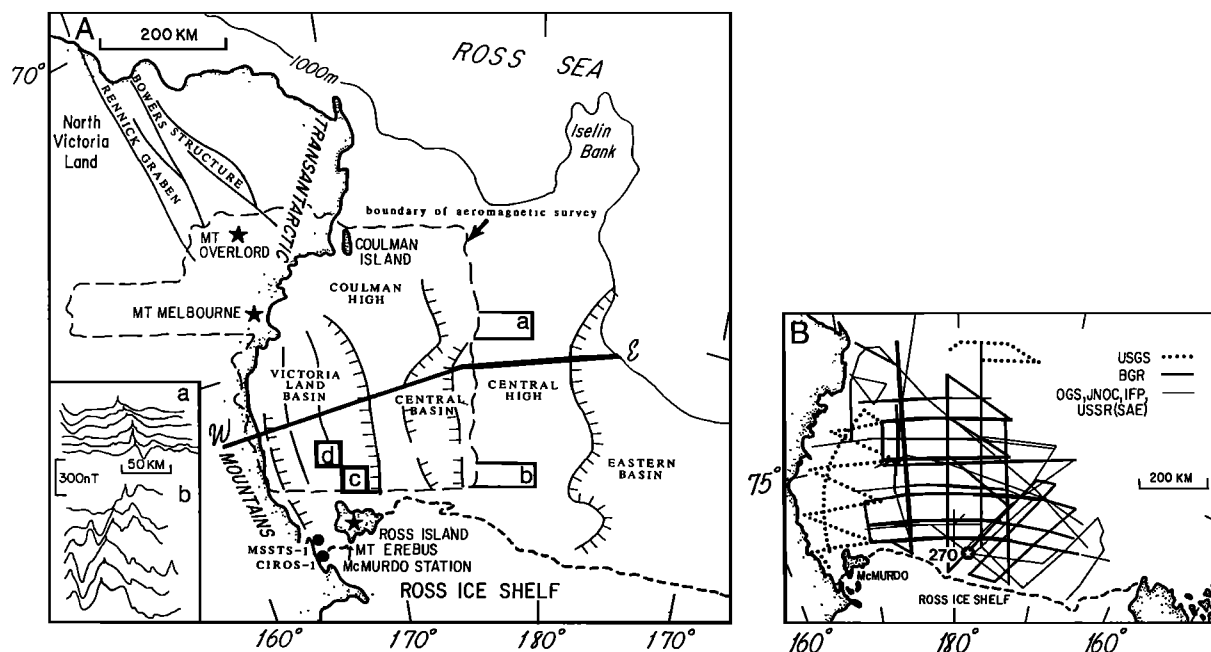 A
200 KM
ROSS SEA
1000m
70°
North
Victoria
Land
RENNICK GRABEN
BOWERS STRUCTURE
TRANSANTARCTIC
Iselin
Bank
boundary of aeromagnetic survey
MT
OVERLORD
COULMAN
ISLAND
COULMAN
HIGH
MT MELBOURNE
a
E
VICTORIA
LAND
BASIN
CENTRAL
BASIN
CENTRAL
HIGH
W
MOUNTAINS
d
c
b
EASTERN
BASIN
ROSS ISLAND
MSSTS-1
MT EREBUS
CIROS-1
McMURDO STATION
ROSS ICE SHELF
160°
170°
180°
170°
a
50 KM
300nT
b
B
USGS
BGR
OGS, JNOC, IFP,
USSR(SAE)
75°
200 KM
270
McMURDO
ROSS ICE SHELF
160°
180°
160°